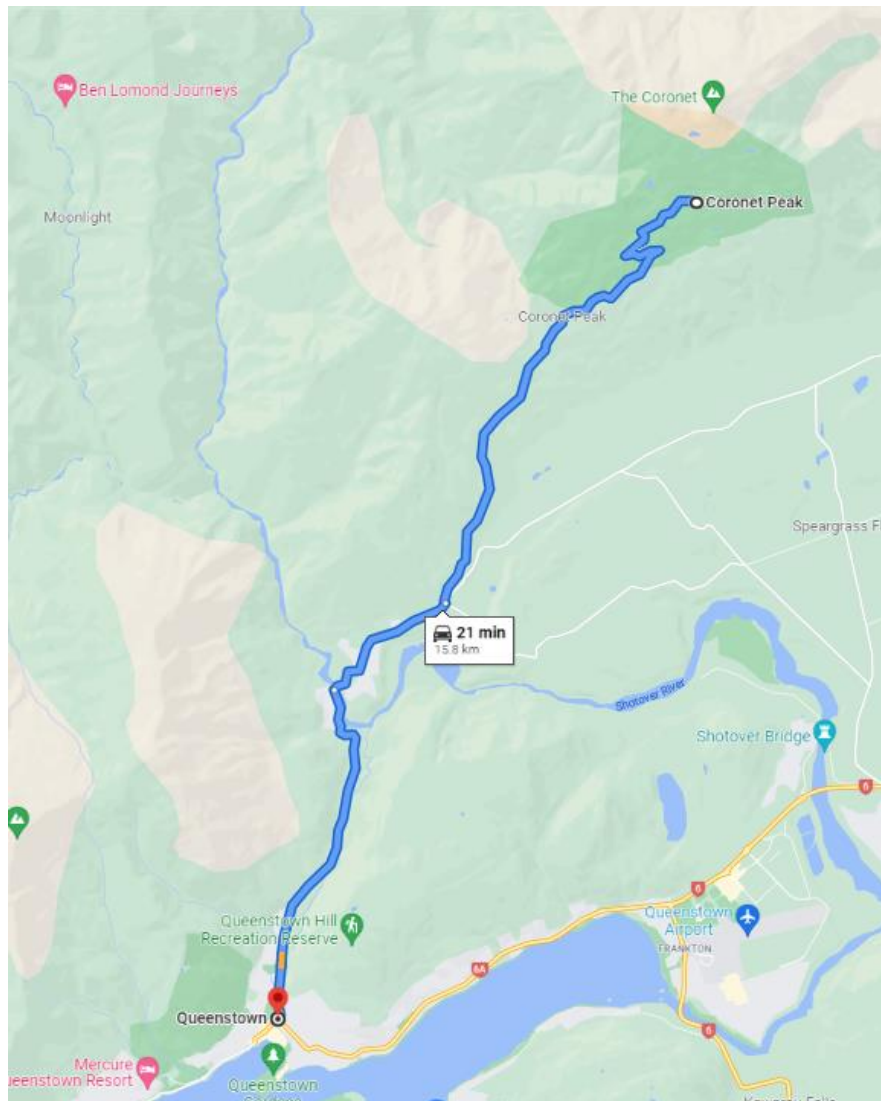 Ben Lomond Journeys
The Coronet
Coronet Peak
Moonlight
Coronet Peak
Speargrass
21 min
15.8 km
Shotover River
Shotover Bridge
6
6
Queenstown Hill
Recreation Reserve
Queenstown
Airport
6A
FRANKTON
Queenstown
6
Mercure
ueenstown Resort
Queenstown